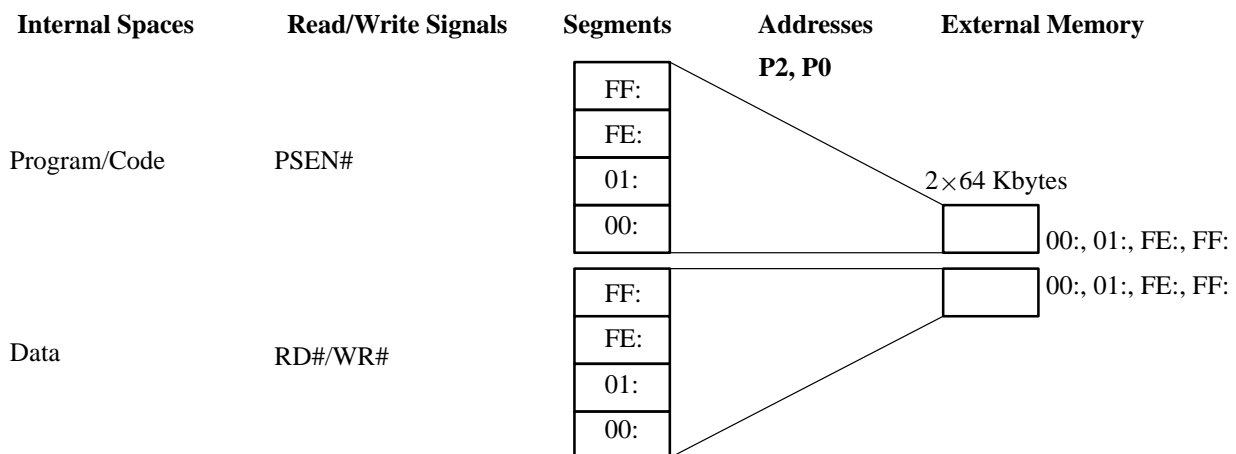 Internal Spaces Read/Write Signals Segments Addresses External Memory
P2, P0
FF:
FE:
Program/Code PSEN#
01:
2×64 Kbytes
00:
00:, 01:, FE:, FF:
00:, 01:, FE:, FF:
FF:
FE:
Data RD#/WR#
01:
00: